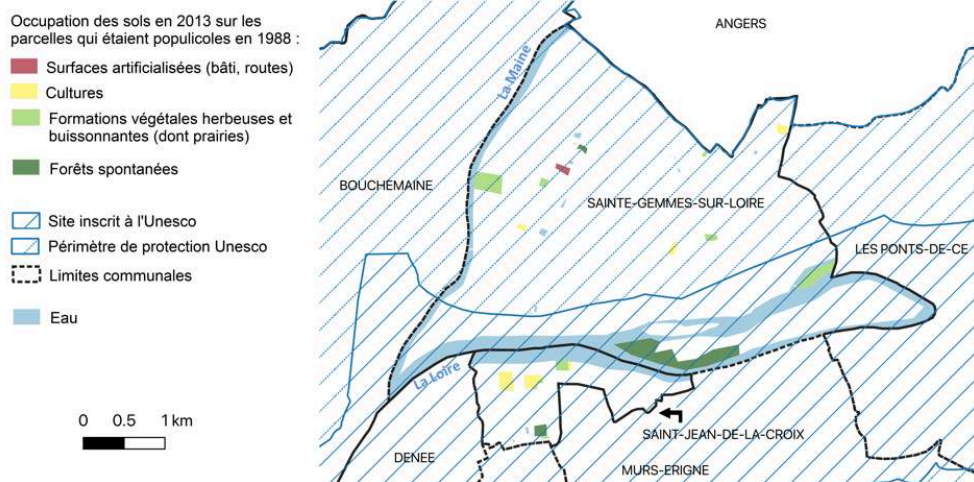 Occupation des sols en 2013 sur les
parcelles qui étaient populicoles en 1988 :
Surfaces artificialisées (bâti, routes)
Cultures
Formations végétales herbeuses et
buissonnantes (dont prairies)
Forêts spontanées
Site inscrit à l'Unesco
Périmètre de protection Unesco
Limites communales
Eau
0 0.5 1 km
ANGERS
La Maine
BOUCHEMAINE
SAINTE-GEMMES-SUR-LOIRE
LES PONTS-DE-CE
La Loire
SAINT-JEAN-DE-LA-CROIX
DENEE
MURS-ERIGNE